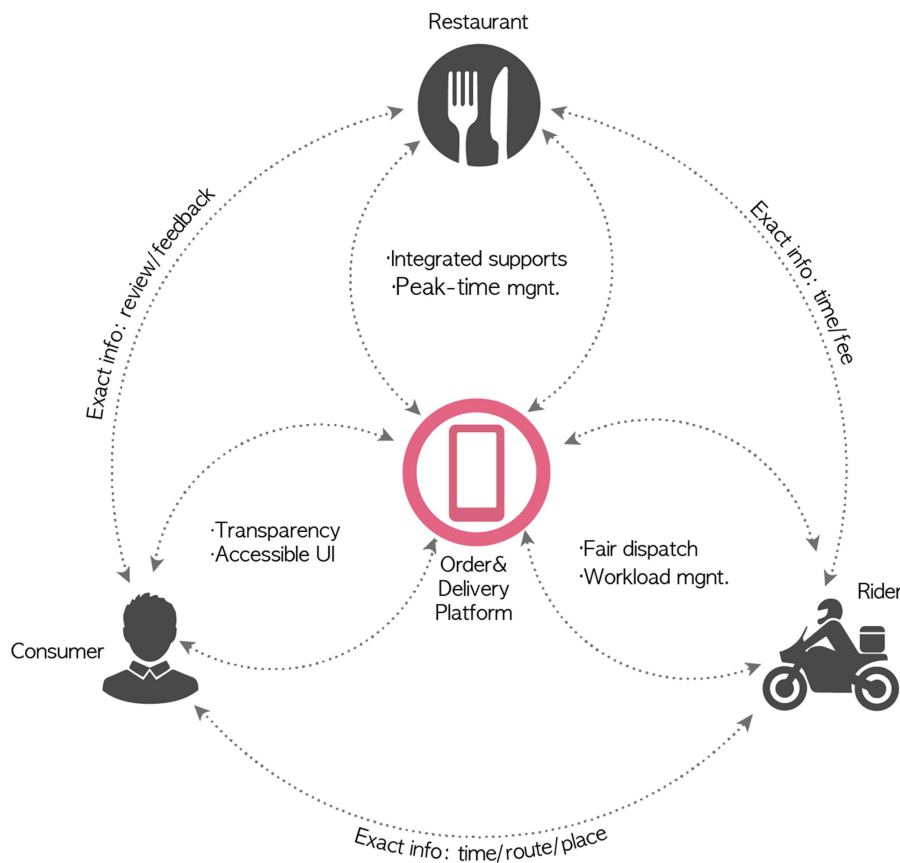 Restaurant
Exact info: review/feedback
Exact info: time/fee
·Integrated supports
·Peak-time mgnt.
·Transparency
·Accessible UI
Order&
Delivery
Platform
·Fair dispatch
·Workload mgnt.
Rider
Consumer
Exact info: time/route/place